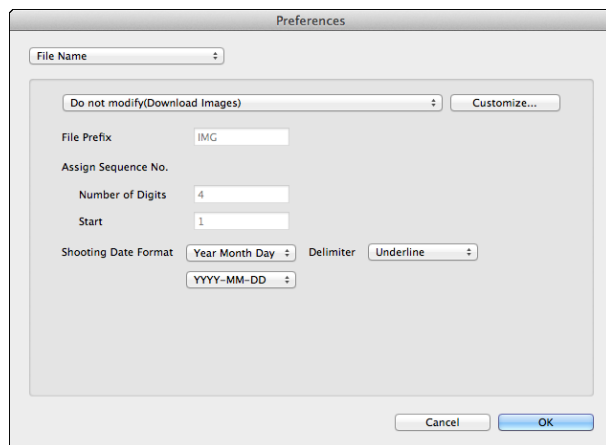 Preferences
File Name
Do not modify(Download Images) Customize...
File Prefix IMG
Assign Sequence No.
Number of Digits 4
Start 1
Shooting Date Format Year Month Day Delimiter Underline
YYYY-MM-DD
Cancel OK